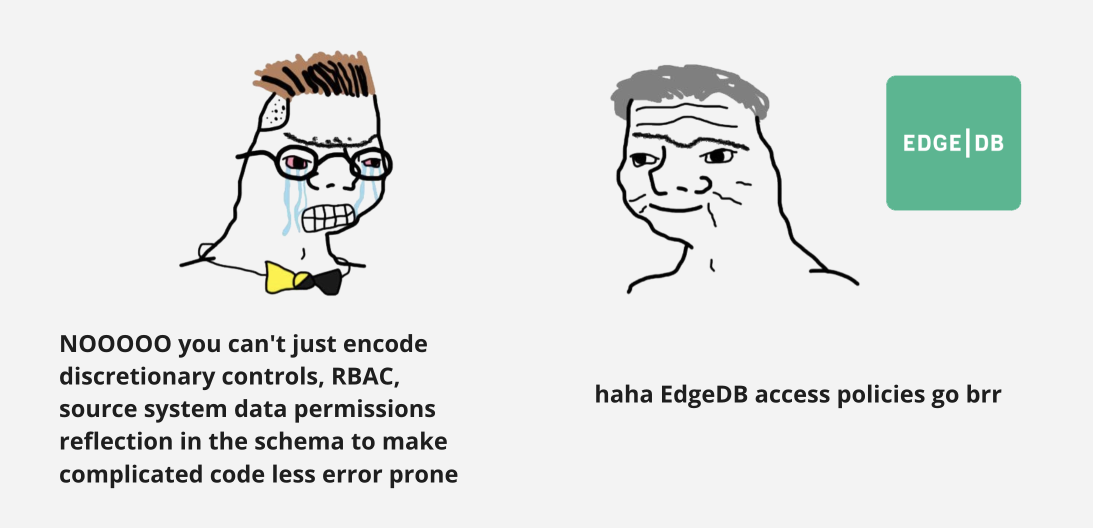 EDGE|DB
NOOOOO you can't just encode
discretionary controls, RBAC,
source system data permissions
reflection in the schema to make
complicated code less error prone
haha EdgeDB access policies go brr